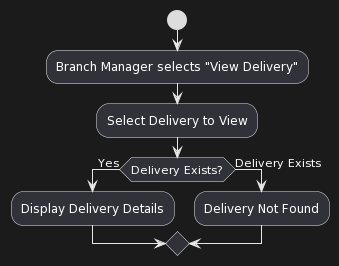 Branch Manager selects "View Delivery"
Select Delivery to View
Yes
Delivery Exists?
Delivery Exists
Display Delivery Details
Delivery Not Found